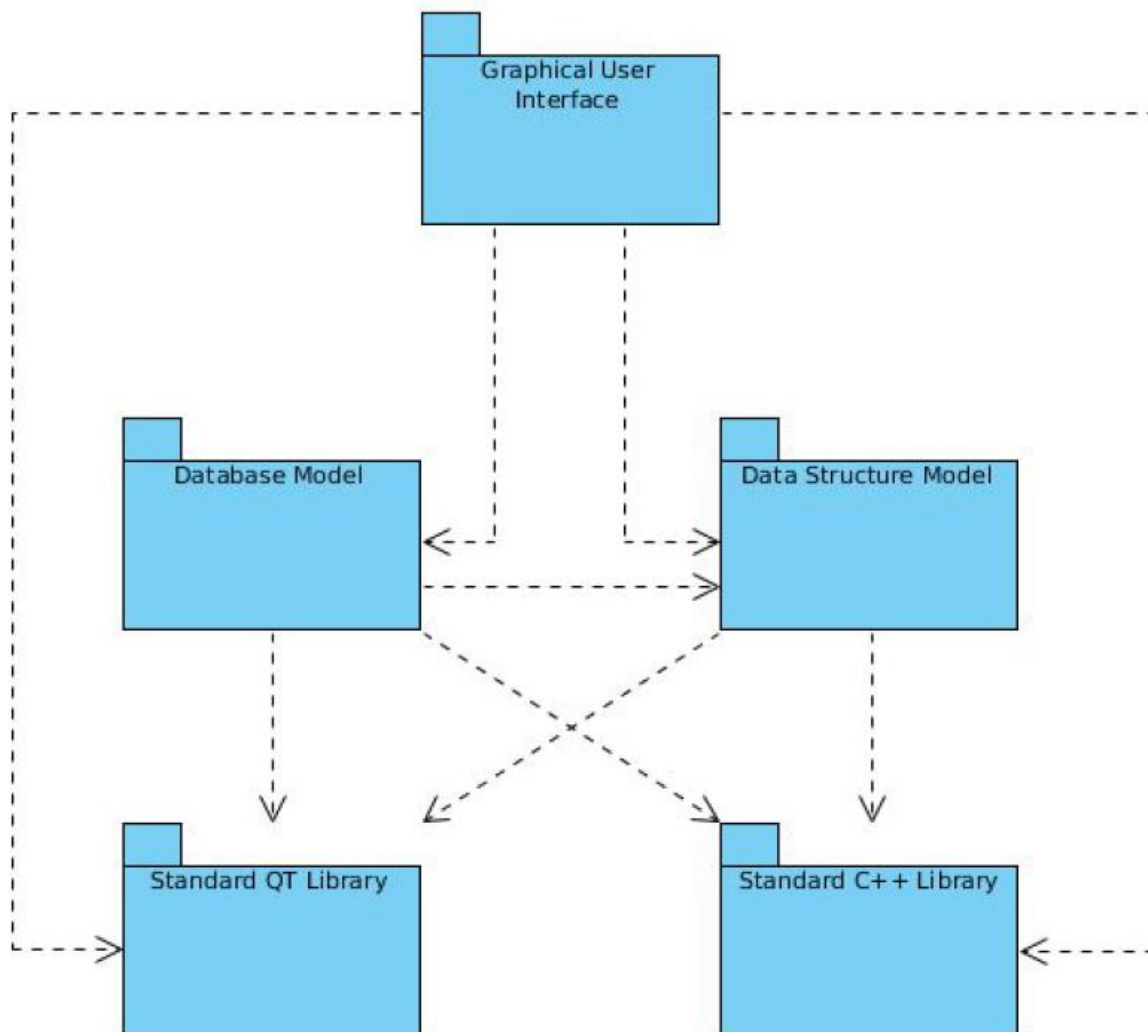 Graphical User
Interface
Database Model
Data Structure Model
Standard QT Library
Standard C++ Library